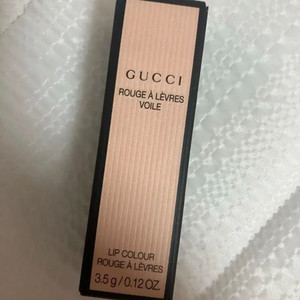 GUCCI
ROUGE À LÈVRES
VOILE
LIP COLOUR
ROUGE À LÈVRES
3.5 g / 0.12 OZ.